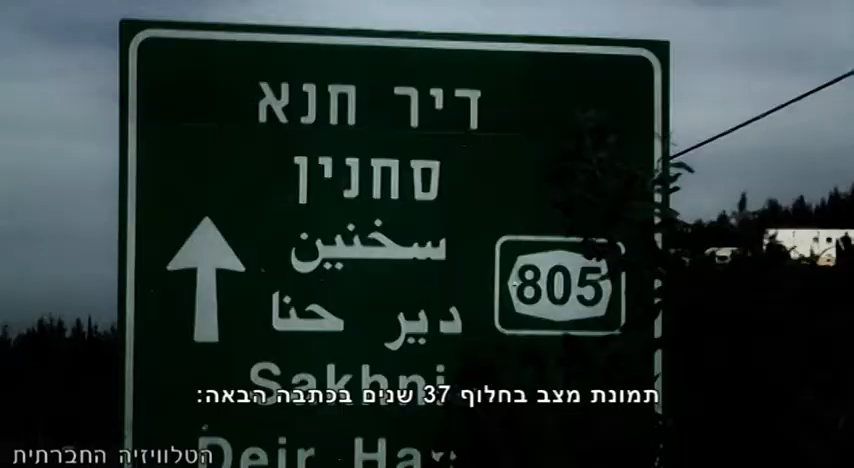 דיר חנא
סחנין
سخنين
دير حنا
805
Sakhni
תמונת מצב בחלוף 37 שנים בכתבה הבאה:
Deir Ha
הטלוויזיה החברתית